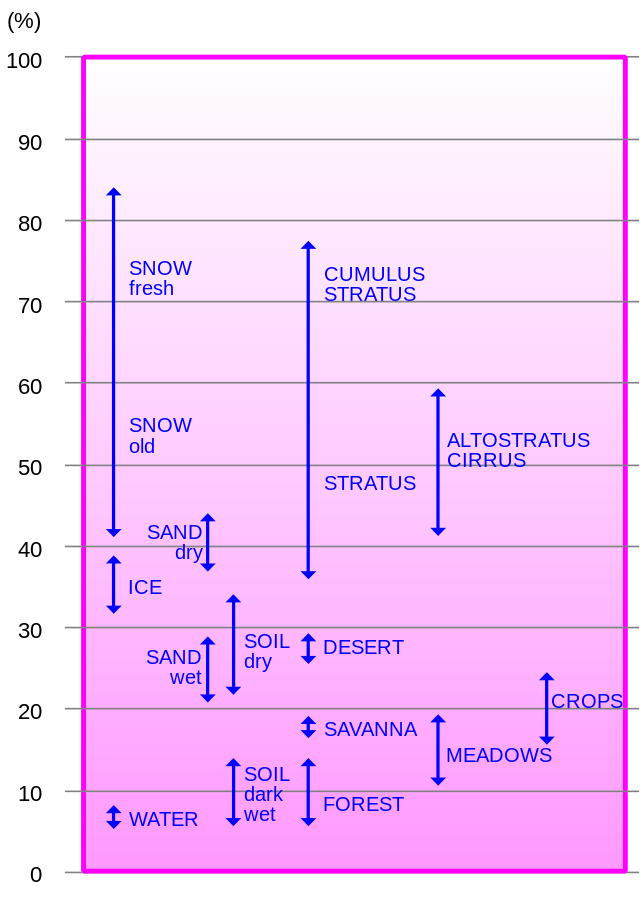 (%)
100
90
80
70
60
50
40
30
20
10
0
SNOW
fresh
CUMULUS
STRATUS
SNOW
old
ALTOSTRATUS
CIRRUS
STRATUS
SAND
dry
ICE
SOIL
dry
DESERT
SAND
wet
CROPS
SAVANNA
MEADOWS
SOIL
dark
wet
FOREST
WATER